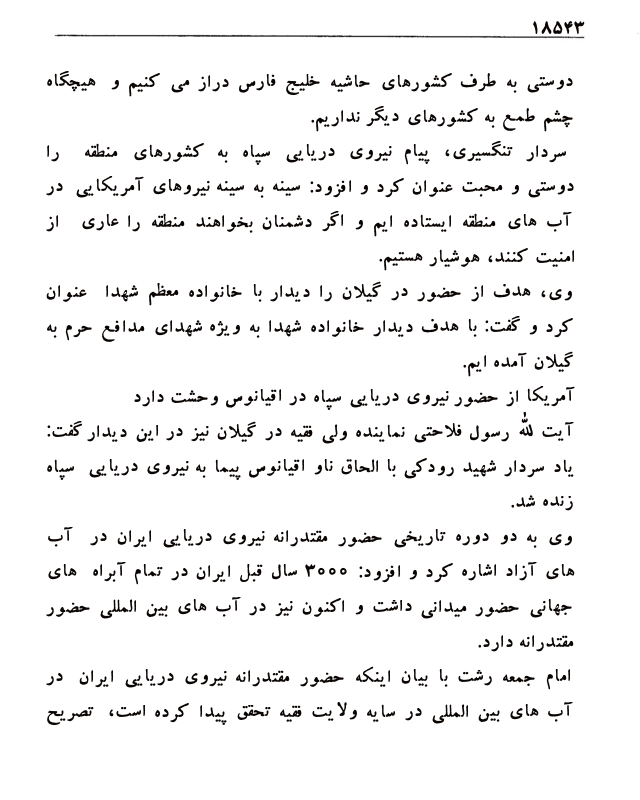 ۱۸۵۴۳
دوستی به طرف کشورهای حاشیه خلیج فارس دراز می کنیم و هیچگاه
چشم طمع به کشورهای دیگر نداریم.
سردار تنگسیری، پیام نیروی دریایی سپاه به کشورهای منطقه را
دوستی و محبت عنوان کرد و افزود: سینه به سینه نیروهای آمریکایی در
آب های منطقه ایستاده ایم و اگر دشمنان بخواهند منطقه را عاری از
امنیت کنند، هوشیار هستیم.
وی، هدف از حضور در گیلان را دیدار با خانواده معظم شهدا عنوان
کرد و گفت: با هدف دیدار خانواده شهدا به ویژه شهدای مدافع حرم به
گیلان آمده ایم.
آمریکا از حضور نیروی دریایی سپاه در اقیانوس وحشت دارد
آیت لله رسول فلاحتی نماینده ولی فقیه در گیلان نیز در این دیدار گفت:
یاد سردار شهید رودکی با الحاق ناو اقیانوس پیما به نیروی دریایی سپاه
زنده شد.
وی به دو دوره تاریخی حضور مقتدرانه نیروی دریایی ایران در آب
های آزاد اشاره کرد و افزود: ۳۰۰۰ سال قبل ایران در تمام آبراه های
جهانی حضور میدانی داشت و اکنون نیز در آب های بین المللی حضور
مقتدرانه دارد.
امام جمعه رشت با بیان اینکه حضور مقتدرانه نیروی دریایی ایران در
آب های بین المللی در سایه ولایت فقیه تحقق پیدا کرده است، تصریح